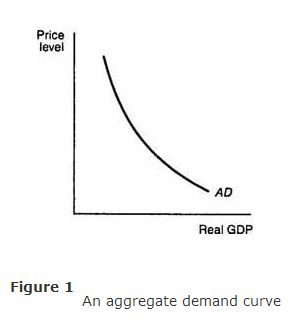 Price
level
AD
Real GDP
Figure 1
An aggregate demand curve